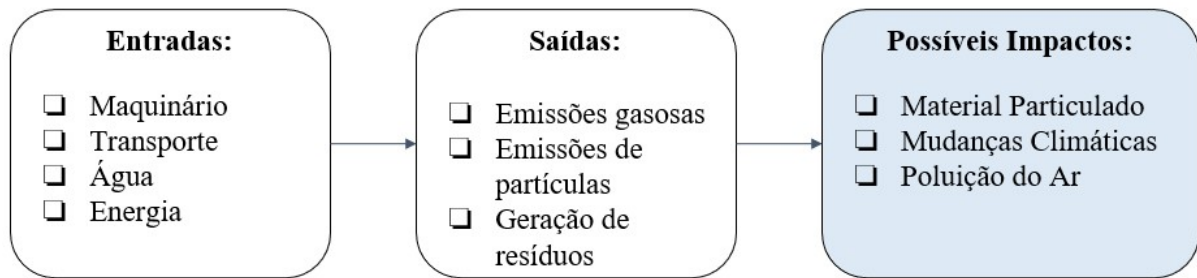 Entradas:
❑ Maquinário
❑ Transporte
❑ Água
❑ Energia
Saídas:
❑ Emissões gasosas
❑ Emissões de
partículas
❑ Geração de
resíduos
Possíveis Impactos:
❑ Material Particulado
❑ Mudanças Climáticas
❑ Poluição do Ar